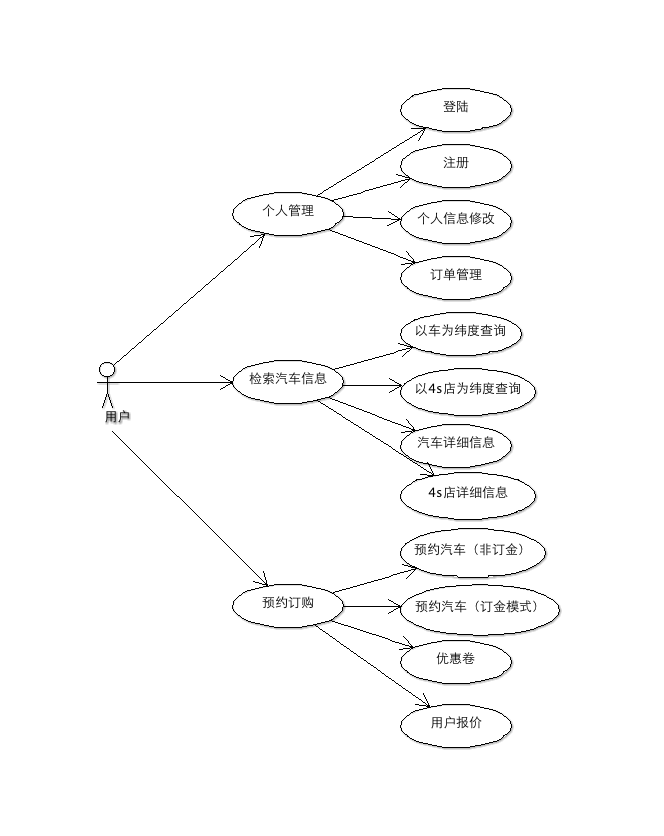 登陆
注册
个人管理
个人信息修改
订单管理
以车为纬度查询
检索汽车信息
以4s店为纬度查询
用户
汽车详细信息
4s店详细信息
预约汽车（非订金）
预约订购
预约汽车（订金模式）
优惠卷
用户报价